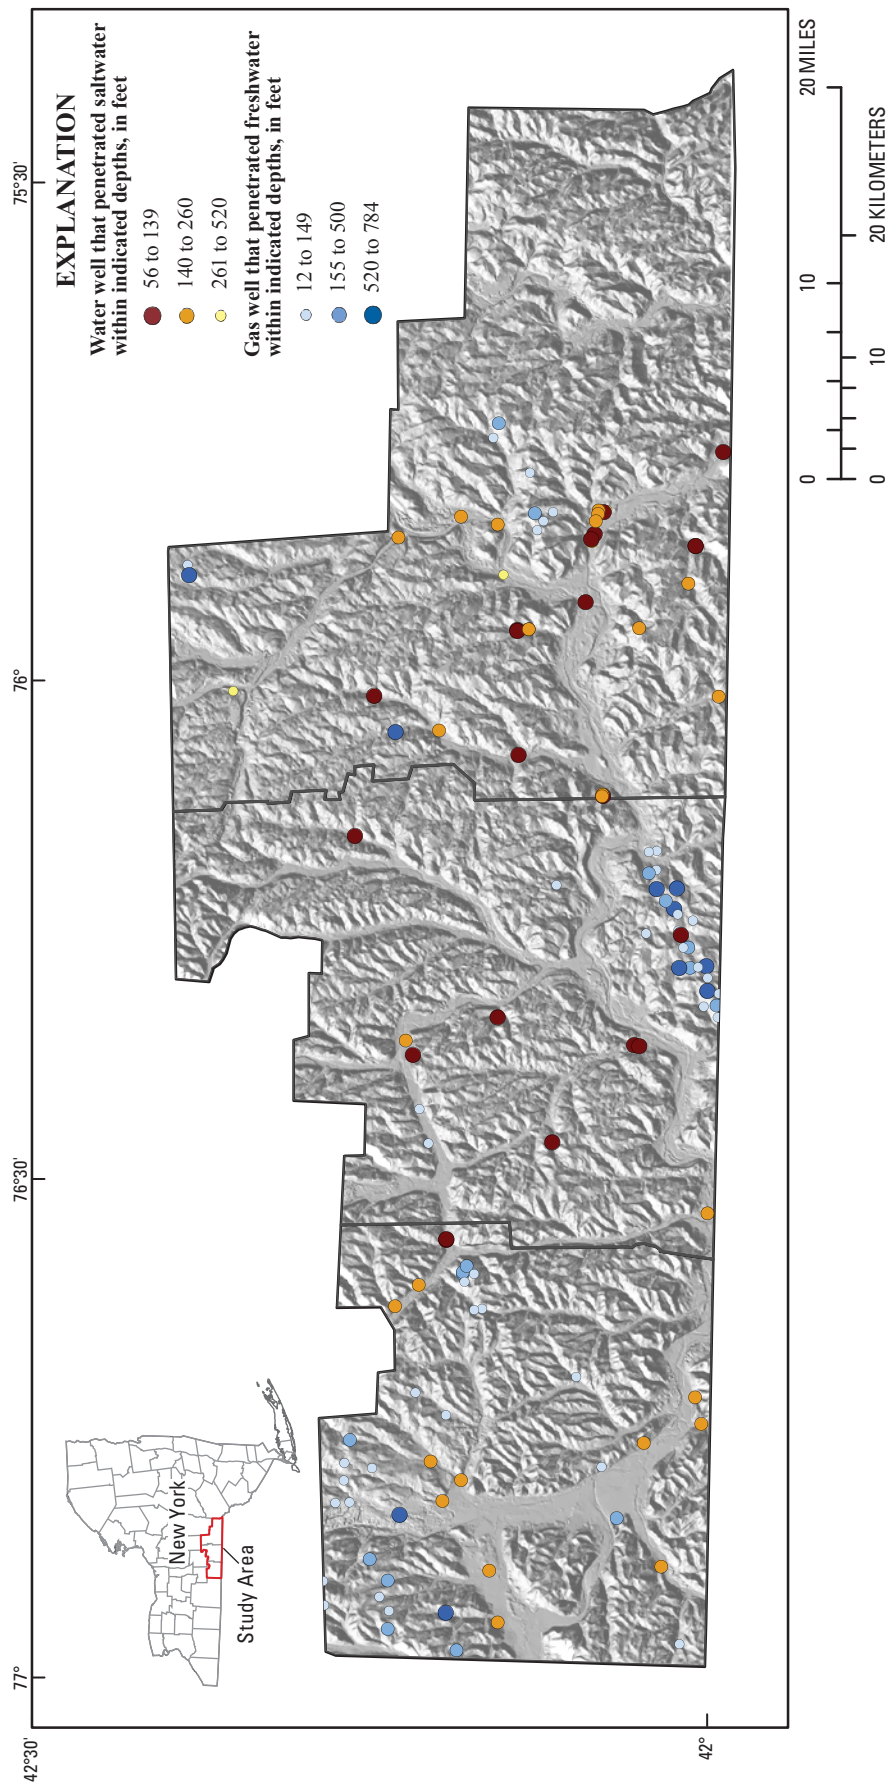 EXPLANATION
Water well that penetrated saltwater
within indicated depths, in feet
56 to 139
140 to 260
261 to 520
Gas well that penetrated freshwater
within indicated depths, in feet
12 to 149
155 to 500
520 to 784
77°
76°30'
76°
75°30'
42°30'
42°
New York
Study Area
0
10
20 MILES
0
10
20 KILOMETERS